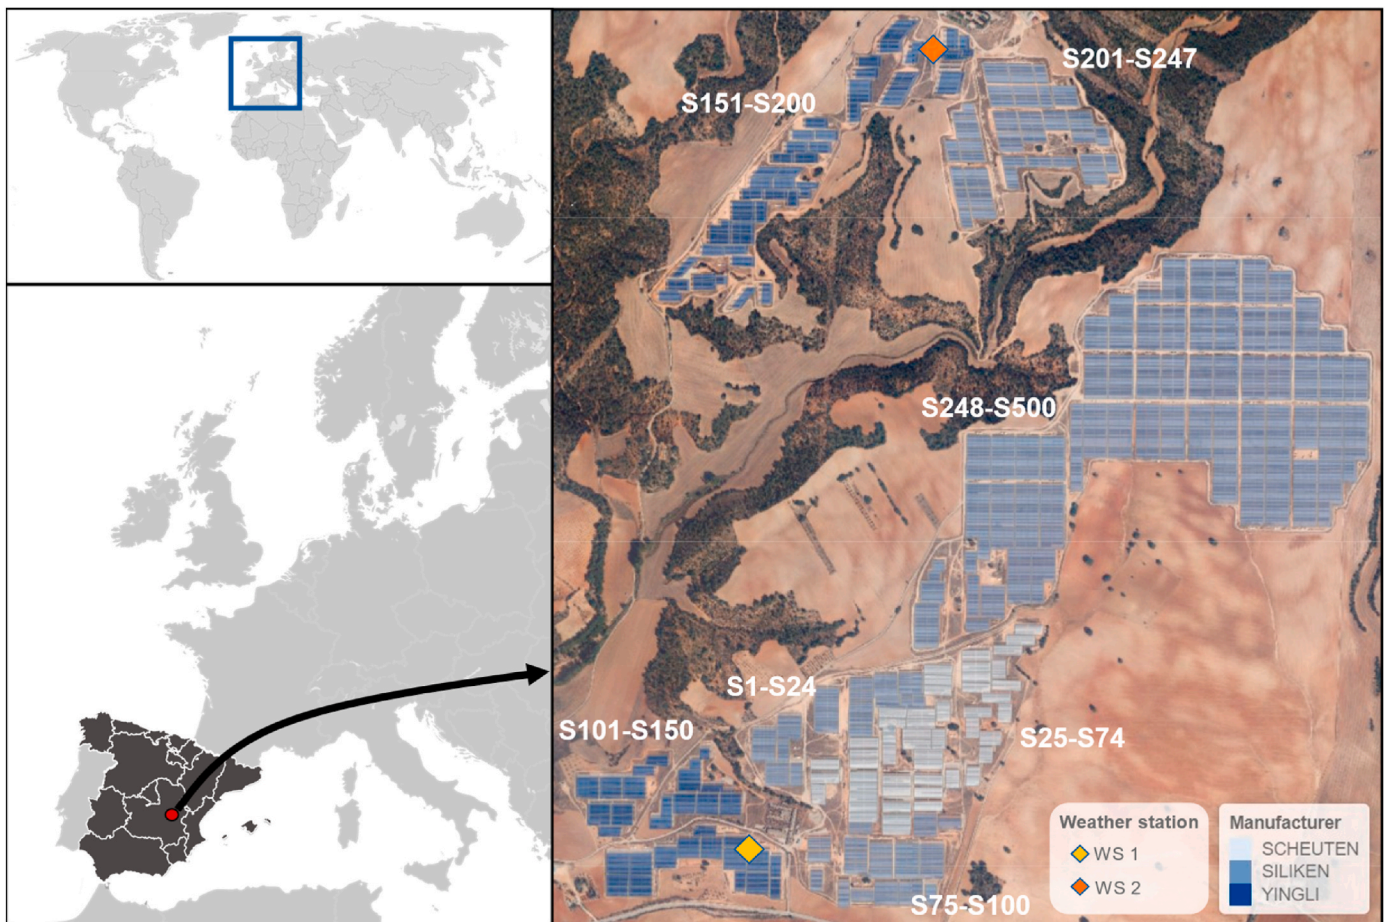 S201-S247
S151-S200
S248-S500
S1-S24
S101-S150
S25-S74
Weather station
WS 1
WS 2
Manufacturer
SCHEUTEN
SILIKEN
YINGLI
S75-S100